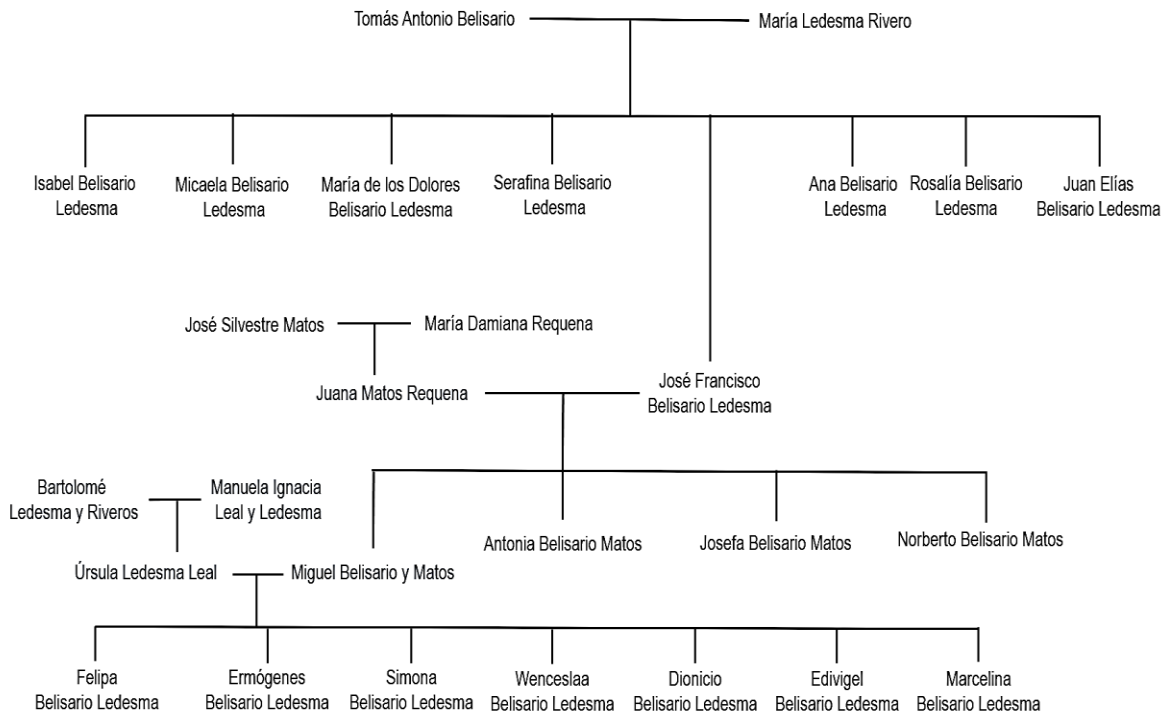 Tomás Antonio Belisario
María Ledesma Rivero
Isabel Belisario
Ledesma
Micaela Belisario
Ledesma
María de los Dolores
Belisario Ledesma
Serafina Belisario
Ledesma
Ana Belisario
Ledesma
Rosalía Belisario
Ledesma
Juan Elías
Belisario Ledesma
José Silvestre Matos
María Damiana Requena
Juana Matos Requena
José Francisco
Belisario Ledesma
Bartolomé
Ledesma y Riveros
Manuela Ignacia
Leal y Ledesma
Antonia Belisario Matos
Josefa Belisario Matos
Norberto Belisario Matos
Úrsula Ledesma Leal
Miguel Belisario y Matos
Felipa
Belisario Ledesma
Ermógenes
Belisario Ledesma
Simona
Belisario Ledesma
Wenceslaa
Belisario Ledesma
Dionicio
Belisario Ledesma
Edivigel
Belisario Ledesma
Marcelina
Belisario Ledesma